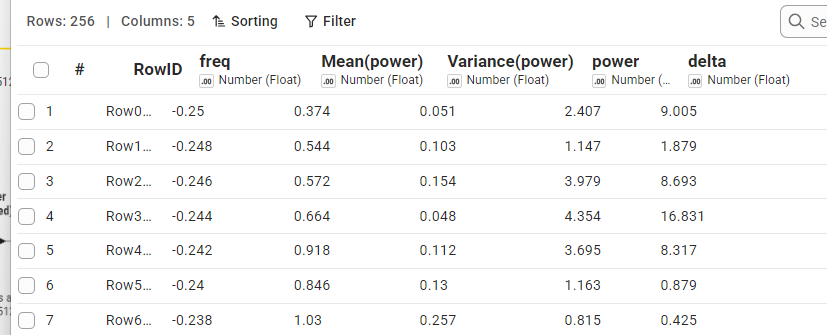 Rows: 256 | Columns: 5 Sorting Filter Se
# RowID freq Mean(power) Variance(power) power delta
.00 Number (Float) .00 Number (Float) .00 Number (Float) .00 Number (... .00 Number (Float)
1 Row0... -0.25 0.374 0.051 2.407 9.005
2 Row1... -0.248 0.544 0.103 1.147 1.879
3 Row2... -0.246 0.572 0.154 3.979 8.693
4 Row3... -0.244 0.664 0.048 4.354 16.831
5 Row4... -0.242 0.918 0.112 3.695 8.317
6 Row5... -0.24 0.846 0.13 1.163 0.879
7 Row6... -0.238 1.03 0.257 0.815 0.425